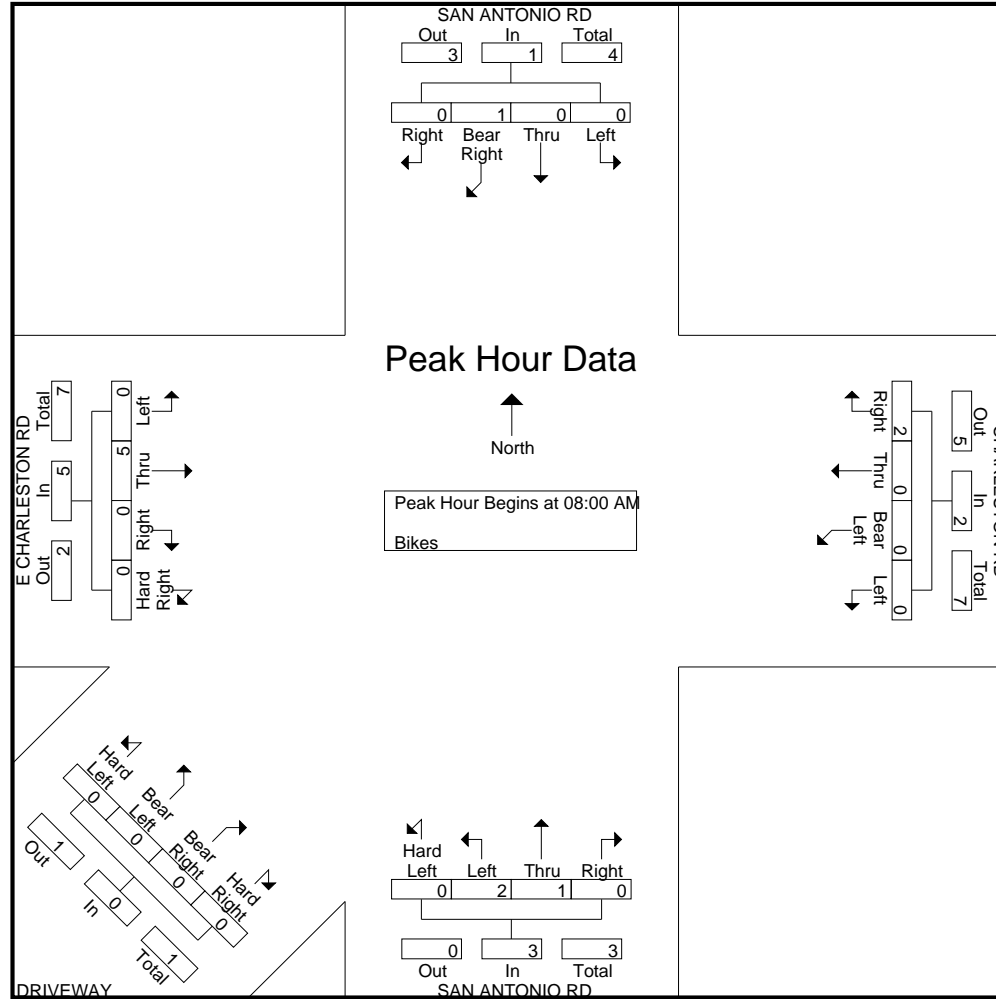 SAN ANTONIO RD
Out In Total
3 1 4
0 1 0 0
Right Bear Right Thru Left
Peak Hour Data
North
Peak Hour Begins at 08:00 AM
Bikes
E CHARLESTON RD
Total In Out
7 5 2
0 5 0 0
Left Thru Right Hard Right
Right Thru Bear Left Left
2 0 0 0
Out In Total
5 2 7
Hard Left Bear Left Bear Right Hard Right
0 0 0 0
Out In Total
1 0 1
DRIVEWAY
Hard Left Left Thru Right
0 2 1 0
0 3 3
Out In Total
SAN ANTONIO RD